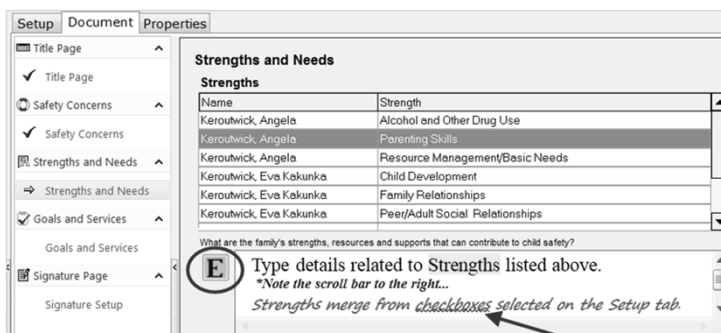 Setup Document Properties
Title Page
Title Page
Safety Concerns
Safety Concerns
Strengths and Needs
Strengths and Needs
Goals and Services
Goals and Services
Signature Page
Signature Setup
Strengths and Needs
Strengths
Name Strength
Keroutwick, Angela Alcohol and Other Drug Use
Keroutwick, Angela Parenting Skills
Keroutwick, Angela Resource Management/Basic Needs
Keroutwick, Eva Kakunka Child Development
Keroutwick, Eva Kakunka Family Relationships
Keroutwick, Eva Kakunka Peer/Adult Social Relationships
What are the family's strengths, resources and supports that can contribute to child safety?
E
Type details related to Strengths listed above.
*Note the scroll bar to the right...
Strengths merge from checkboxes selected on the Setup tab.